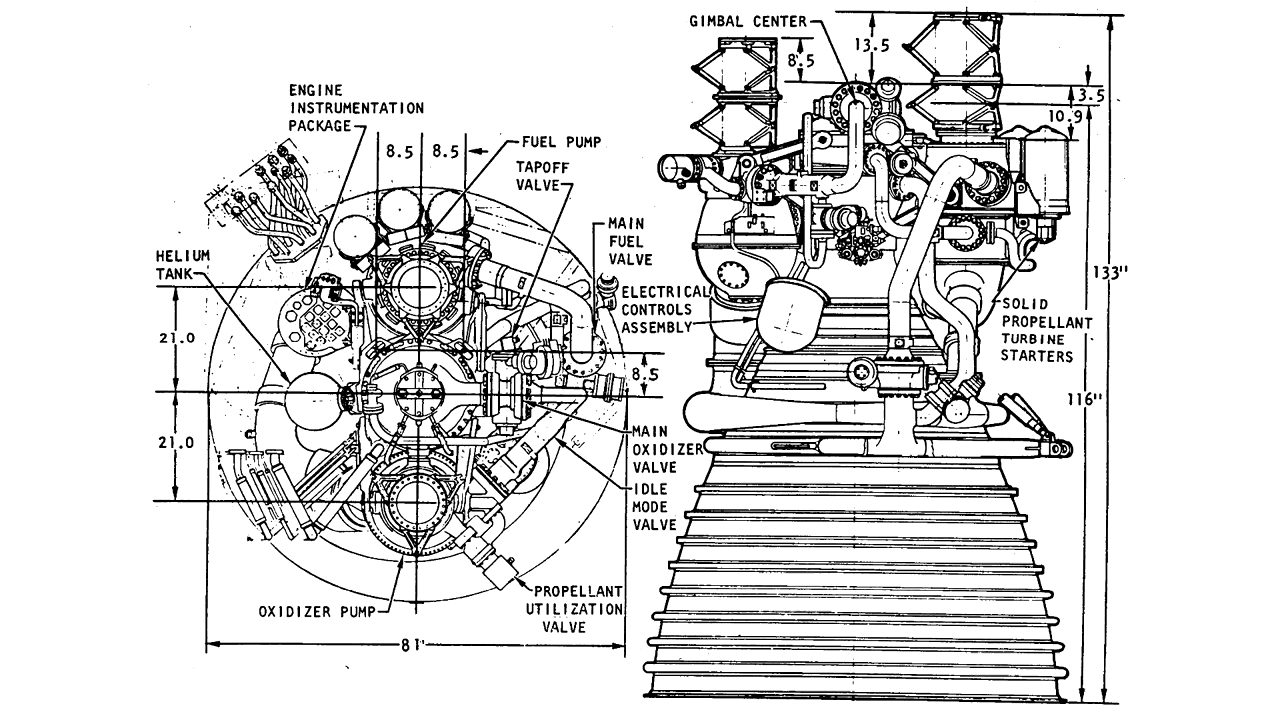 GIMBAL CENTER
13.5
8.5
3.5
10.9
ENGINE
INSTRUMENTATION
PACKAGE
8.5
8.5
FUEL PUMP
TAPOFF
VALVE
MAIN
FUEL
VALVE
HELIUM
TANK
ELECTRICAL
CONTROLS
ASSEMBLY
133"
SOLID
PROPELLANT
TURBINE
STARTERS
21.0
8.5
116"
21.0
MAIN
OXIDIZER
VALVE
IDLE
MODE
VALVE
PROPELLANT
UTILIZATION
VALVE
OXIDIZER PUMP
81"